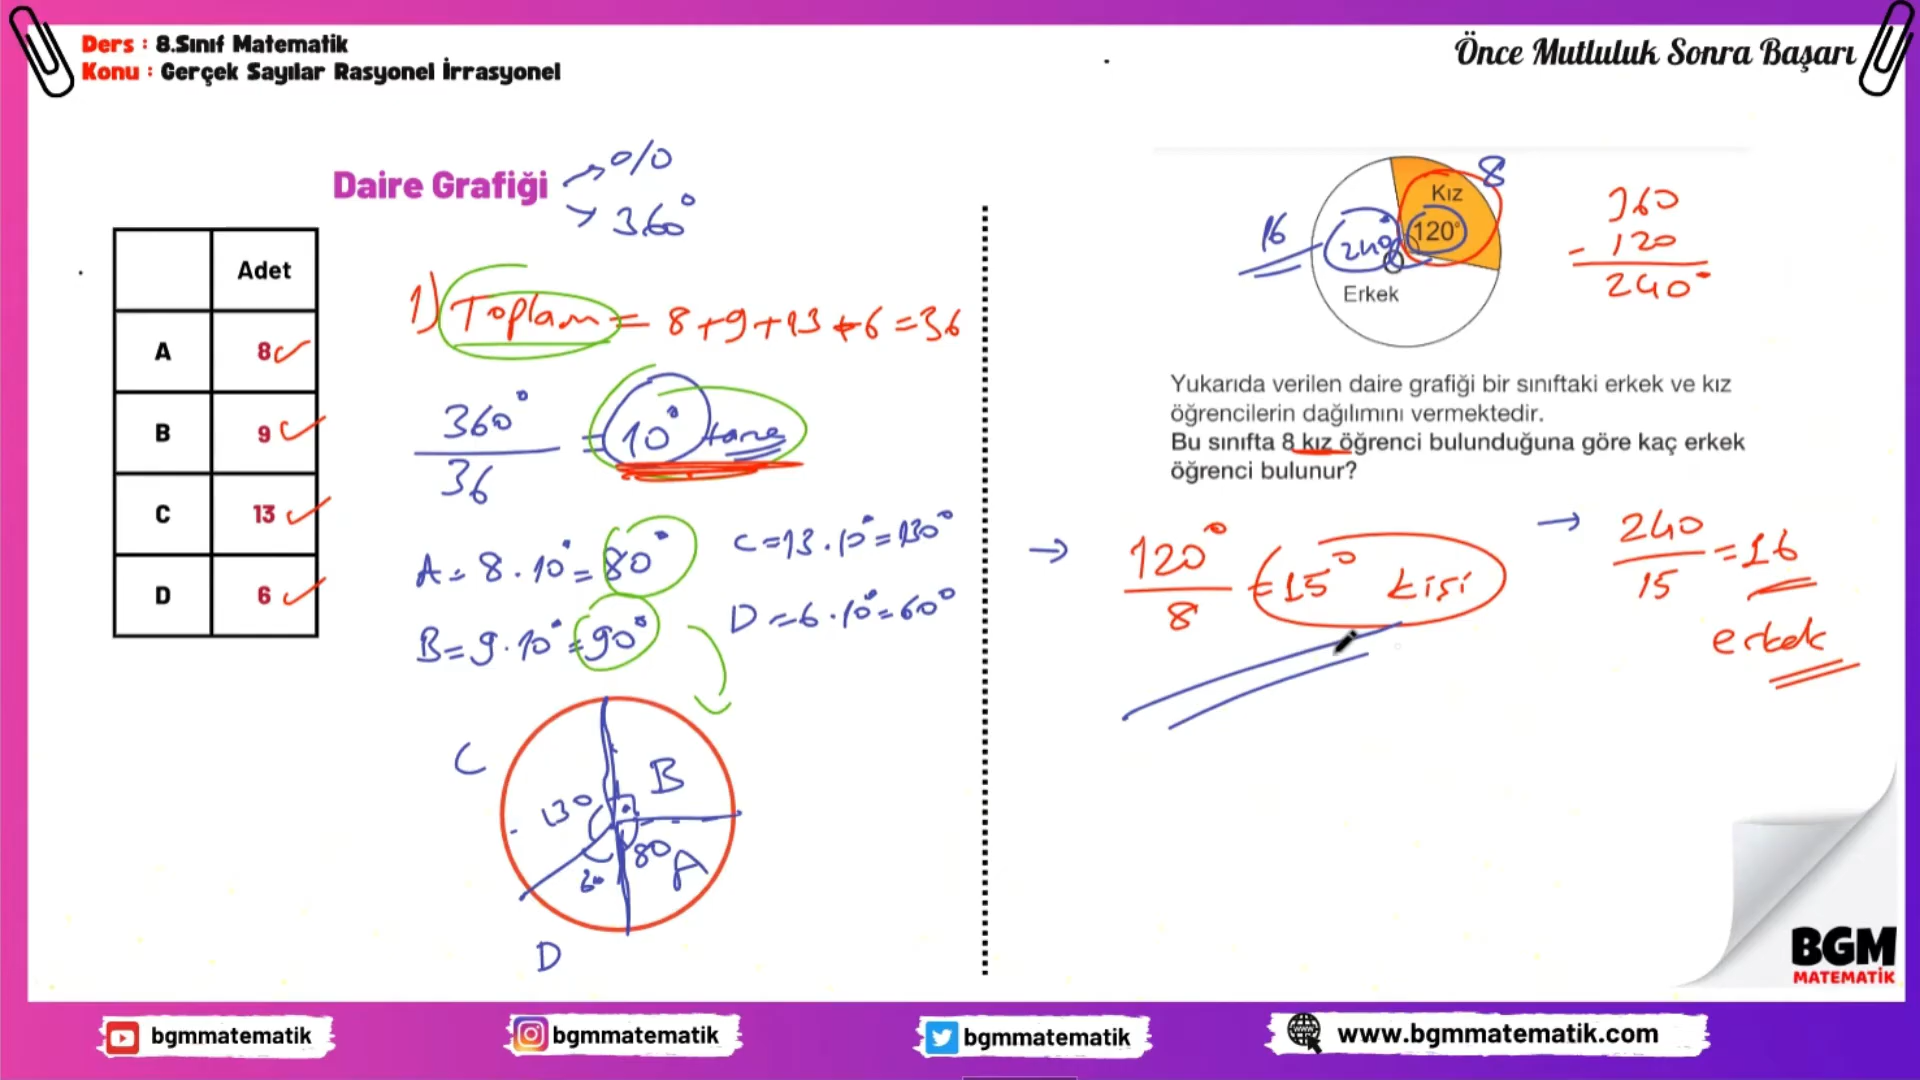 Ders : 8.Sınıf Matematik
Konu : Gerçek Sayılar Rasyonel İrrasyonel
Önce Mutluluk Sonra Başarı
Daire Grafiği
%
360°
Adet
A 8
B 9
C 13
D 6
1) Toplam = 8+9+13+6=36
360°
36
= 10° tane
A = 8 . 10° = 80°
B = 9 . 10° = 90°
C = 13 . 10° = 130°
D = 6 . 10° = 60°
C
B
130
80
A
60
D
Kız
8
120°
16
240°
Erkek
360
- 120
240°
Yukarıda verilen daire grafiği bir sınıftaki erkek ve kız
öğrencilerin dağılımını vermektedir.
Bu sınıfta 8 kız öğrenci bulunduğuna göre kaç erkek
öğrenci bulunur?
120°
8
= 15° kişi
240
15
= 16
erkek
BGM
MATEMATİK
bgmmatematik
bgmmatematik
bgmmatematik
www
www.bgmmatematik.com